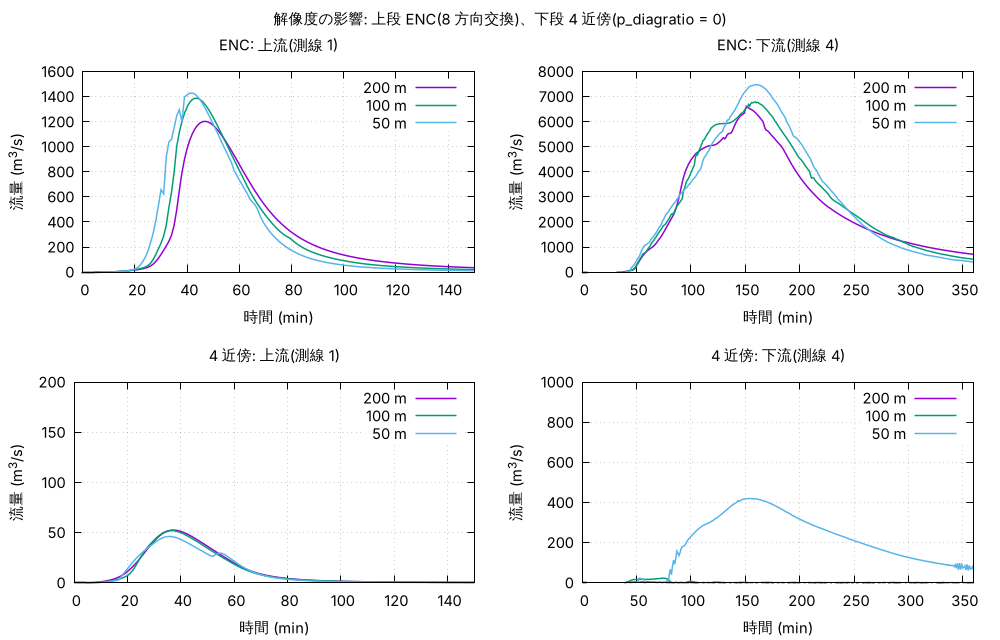 解像度の影響: 上段 ENC(8 方向交換)、下段 4 近傍(p_diagratio = 0)
ENC: 上流(測線 1)
1600
1400
1200
1000
800
600
400
200
0
流量 (m³/s)
200 m
100 m
50 m
0 20 40 60 80 100 120 140
時間 (min)
ENC: 下流(測線 4)
8000
7000
6000
5000
4000
3000
2000
1000
0
流量 (m³/s)
200 m
100 m
50 m
0 50 100 150 200 250 300 350
時間 (min)
4 近傍: 上流(測線 1)
200
150
100
50
0
流量 (m³/s)
200 m
100 m
50 m
0 20 40 60 80 100 120 140
時間 (min)
4 近傍: 下流(測線 4)
1000
800
600
400
200
0
流量 (m³/s)
200 m
100 m
50 m
0 50 100 150 200 250 300 350
時間 (min)